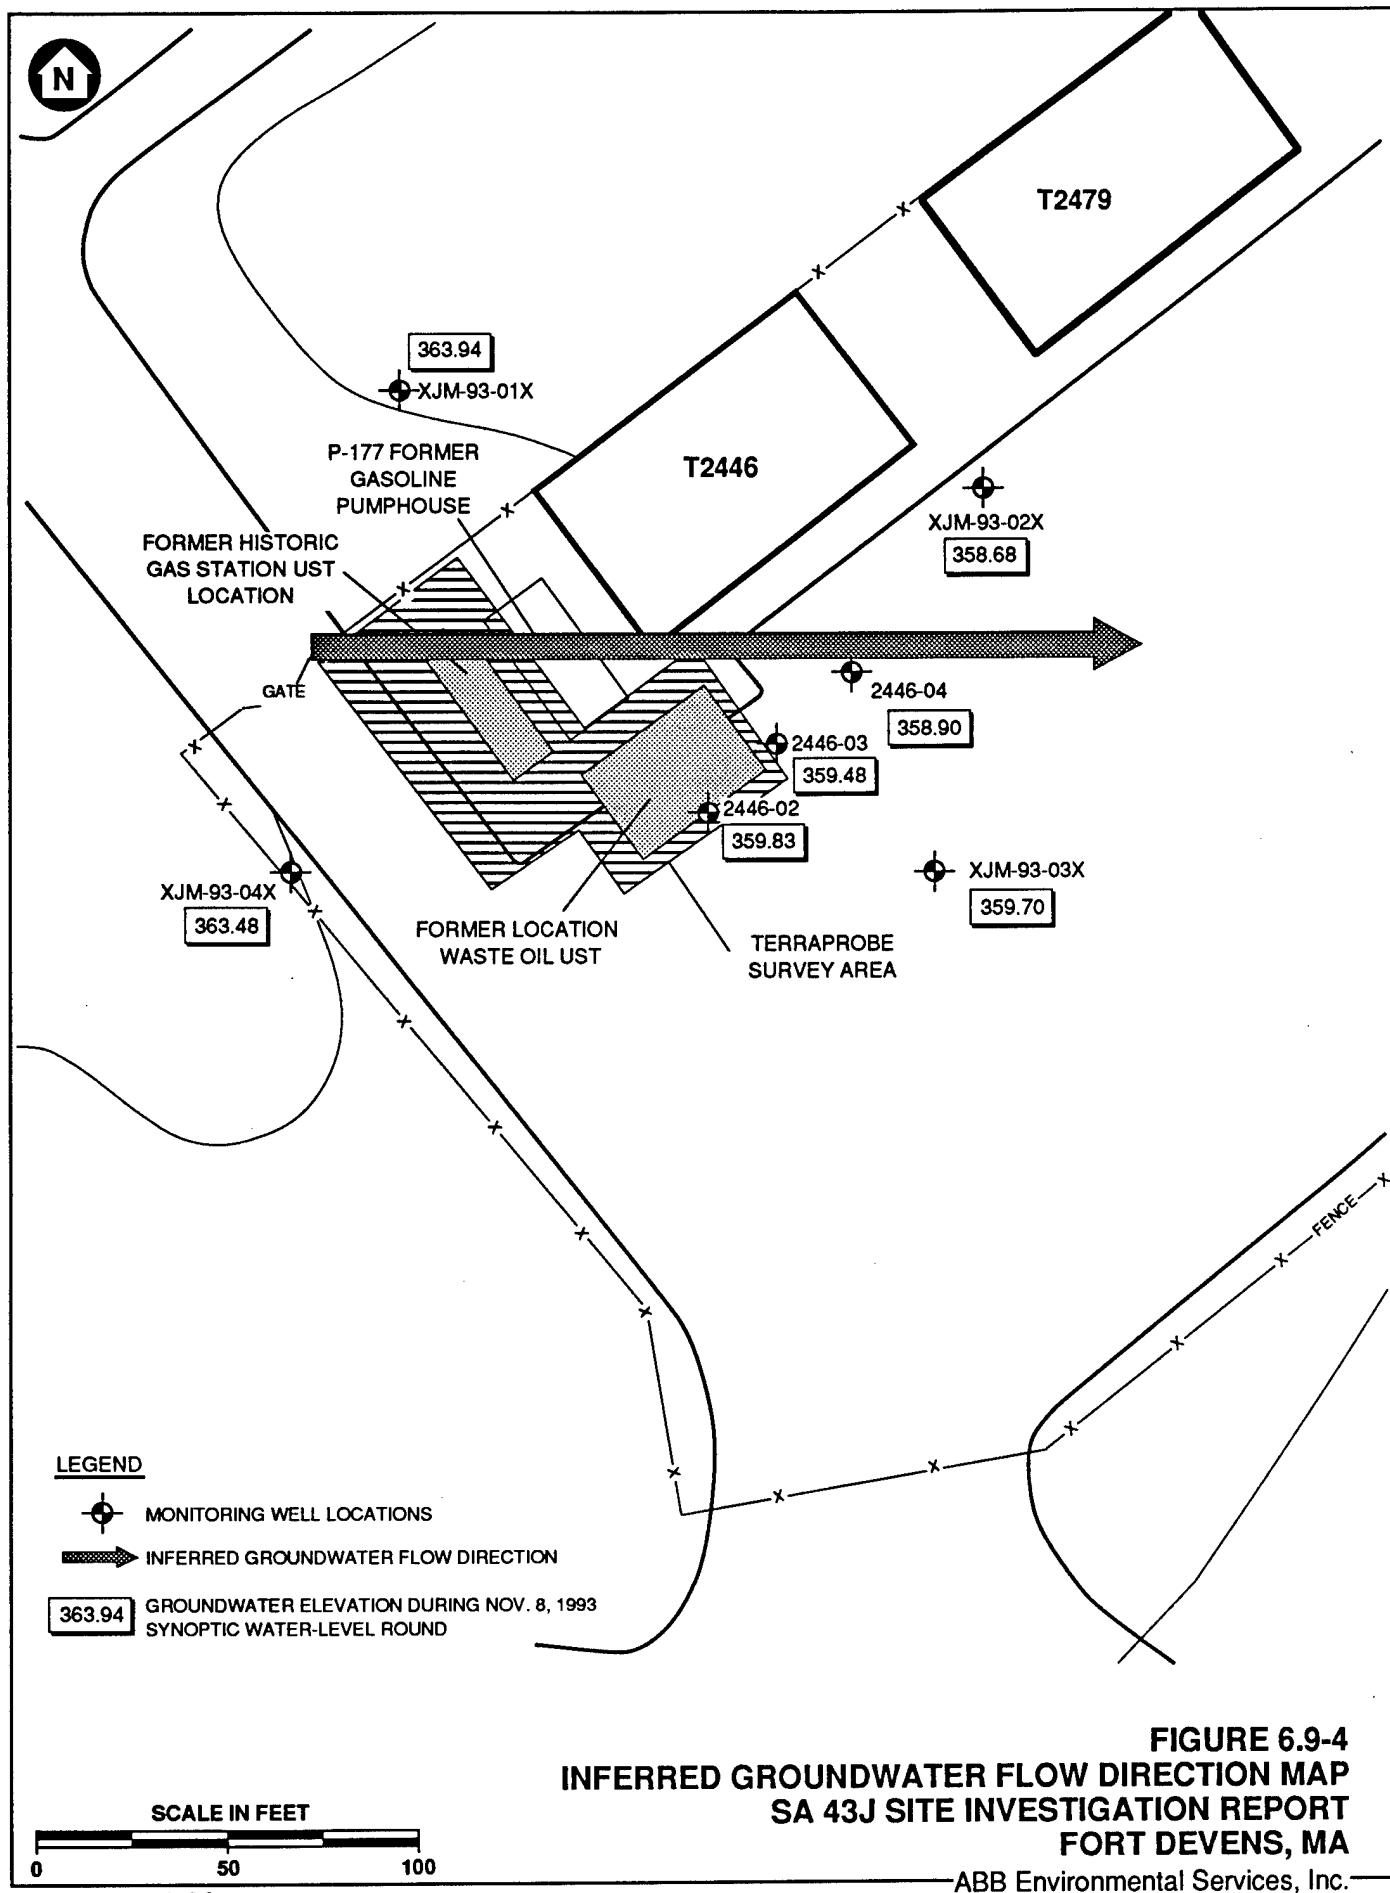 N
T2479
363.94
XJM-93-01X
P-177 FORMER
GASOLINE
PUMPHOUSE
T2446
FORMER HISTORIC
GAS STATION UST
LOCATION
XJM-93-02X
358.68
GATE
2446-04
358.90
2446-03
359.48
2446-02
359.83
XJM-93-03X
359.70
XJM-93-04X
363.48
FORMER LOCATION
WASTE OIL UST
TERRAPROBE
SURVEY AREA
FENCE
LEGEND
MONITORING WELL LOCATIONS
INFERRED GROUNDWATER FLOW DIRECTION
363.94
GROUNDWATER ELEVATION DURING NOV. 8, 1993
SYNOPTIC WATER-LEVEL ROUND
FIGURE 6.9-4
INFERRED GROUNDWATER FLOW DIRECTION MAP
SA 43J SITE INVESTIGATION REPORT
FORT DEVENS, MA
SCALE IN FEET
0 50 100
ABB Environmental Services, Inc.